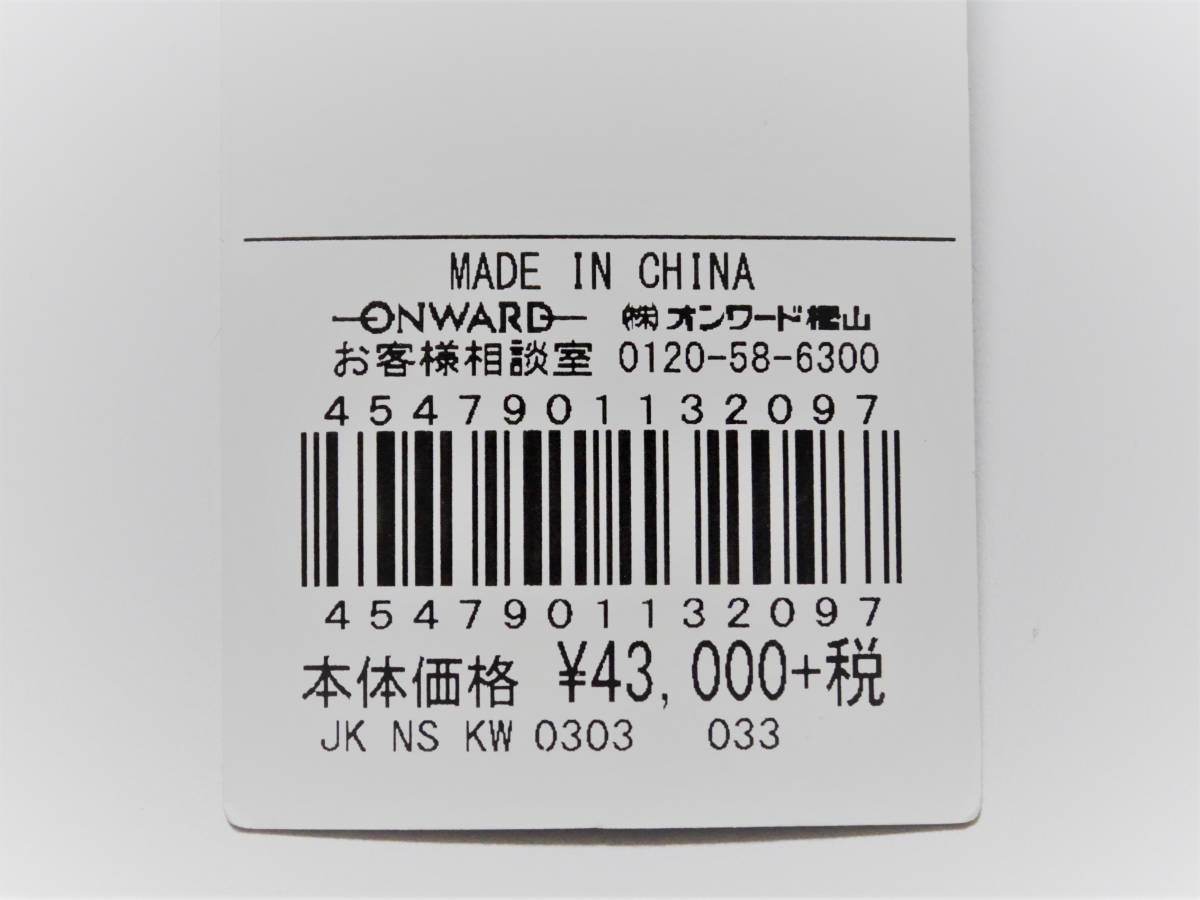 MADE IN CHINA
ONWARD ㈱オンワード樫山
お客様相談室 0120-58-6300
4547901132097
4547901132097
本体価格 ¥43,000+税
JK NS KW 0303 033